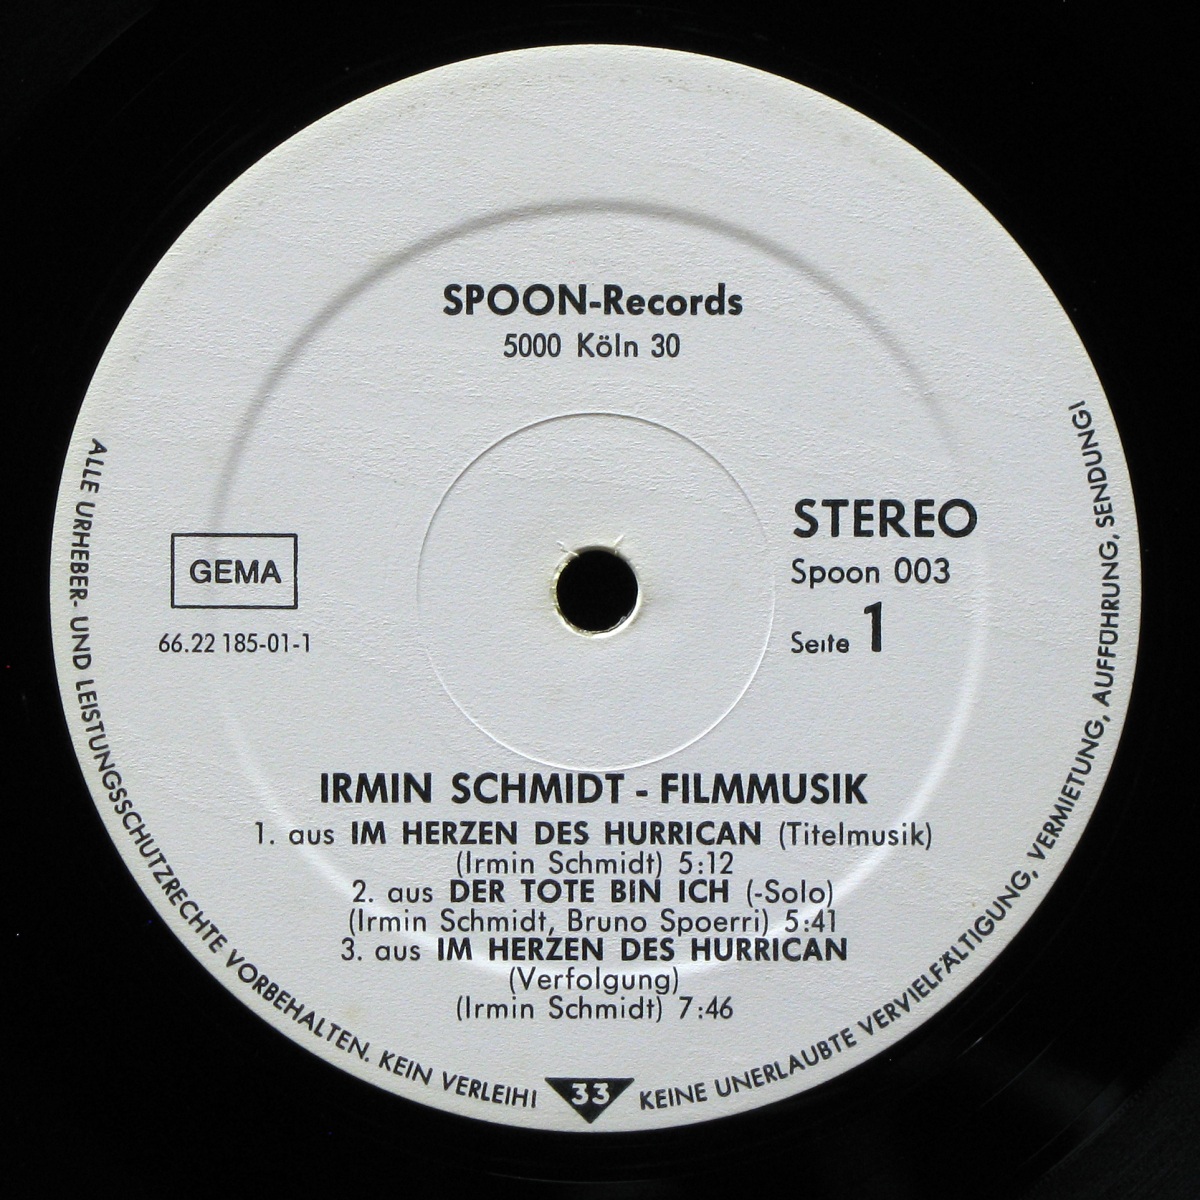 SPOON-Records
5000 Köln 30
GEMA
66.22 185-01-1
STEREO
Spoon 003
Seite 1
IRMIN SCHMIDT - FILMMUSIK
1. aus IM HERZEN DES HURRICAN (Titelmusik)
(Irmin Schmidt) 5:12
2. aus DER TOTE BIN ICH (-Solo)
(Irmin Schmidt, Bruno Spoerri) 5:41
3. aus IM HERZEN DES HURRICAN
(Verfolgung)
(Irmin Schmidt) 7:46
ALLE URHEBER- UND LEISTUNGSSCHUTZRECHTE VORBEHALTEN. KEIN VERLEIH!
33
KEINE UNERLAUBTE VERVIELFÄLTIGUNG, VERMIETUNG, AUFFÜHRUNG, SENDUNG!